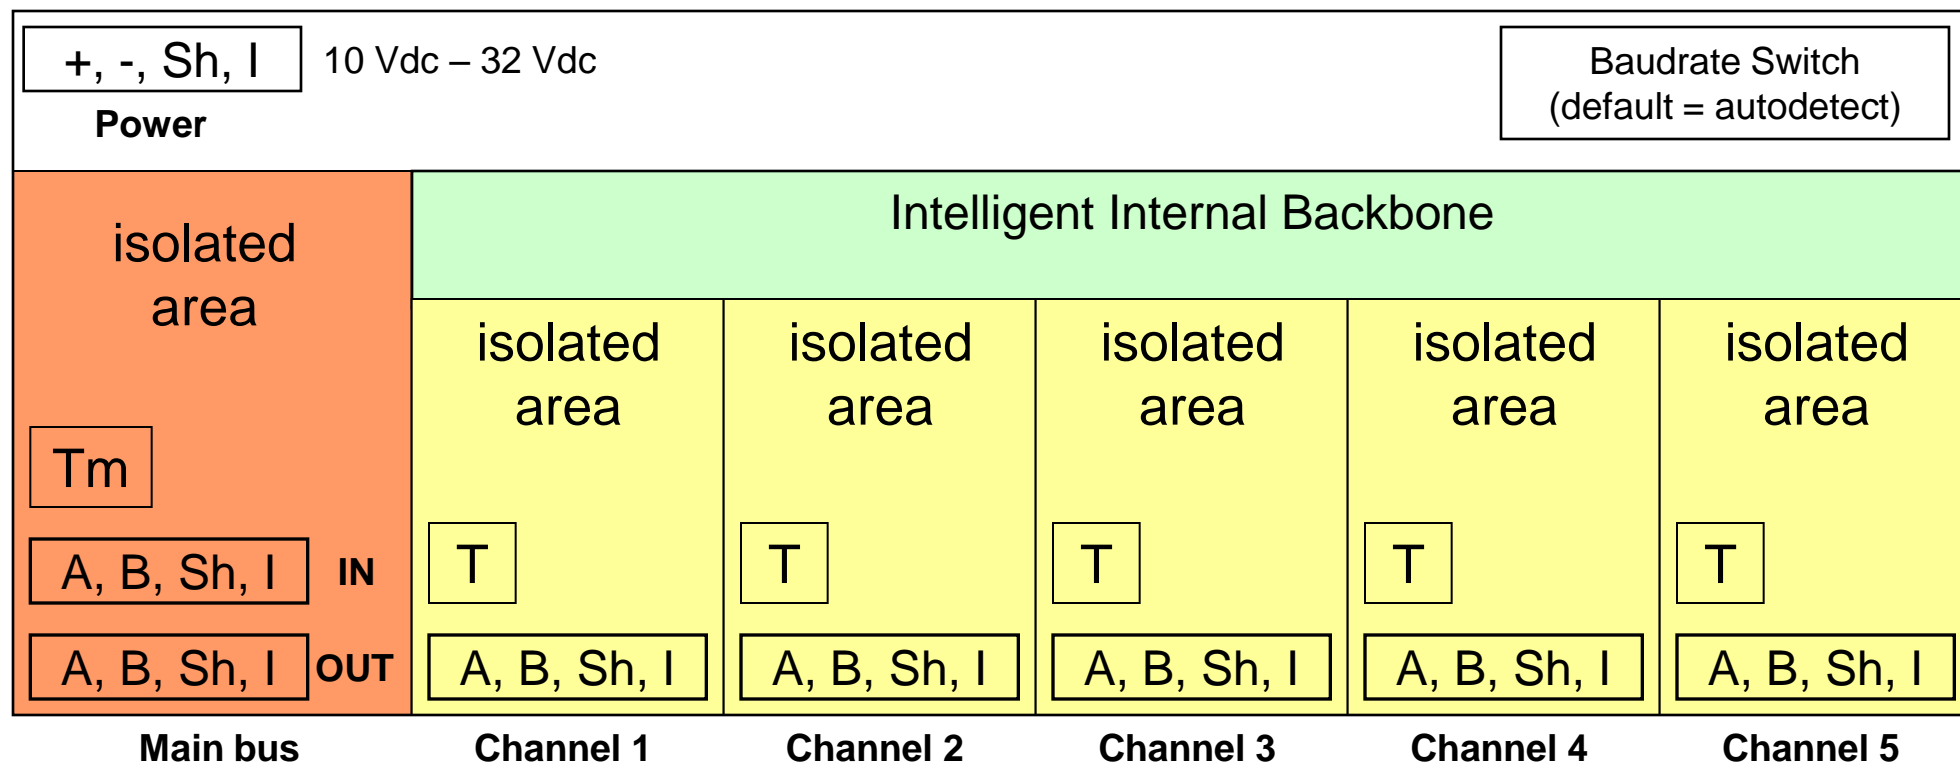 +, -, Sh, I
10 Vdc – 32 Vdc
Power
Baudrate Switch
(default = autodetect)
Intelligent Internal Backbone
isolated
area
Tm
A, B, Sh, I
IN
A, B, Sh, I
OUT
Main bus
isolated
area
T
A, B, Sh, I
Channel 1
isolated
area
T
A, B, Sh, I
Channel 2
isolated
area
T
A, B, Sh, I
Channel 3
isolated
area
T
A, B, Sh, I
Channel 4
isolated
area
T
A, B, Sh, I
Channel 5